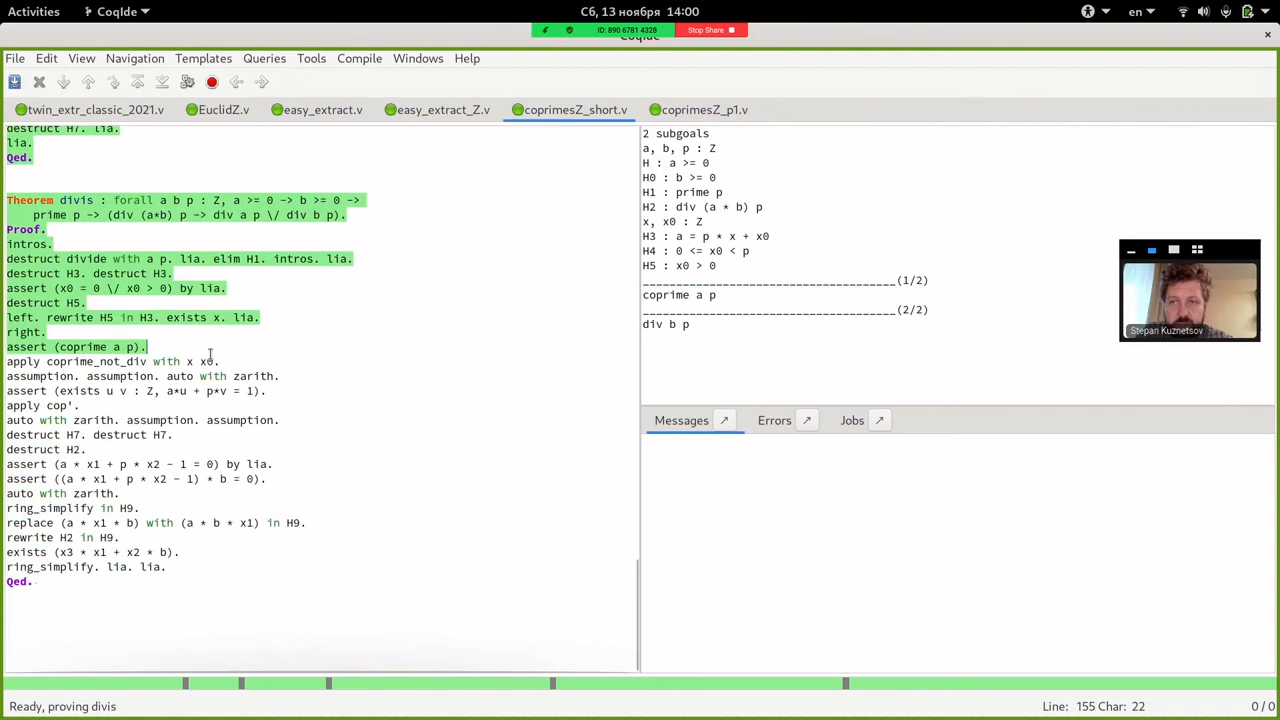 Activities CoqIde Сб, 13 ноября 14:00 en
ID: 890 6781 4328 Stop Share
CoqIde
File Edit View Navigation Templates Queries Tools Compile Windows Help
twin_extr_classic_2021.v EuclidZ.v easy_extract.v easy_extract_Z.v coprimesZ_short.v coprimesZ_p1.v
destruct H7. lia.
lia.
Qed.
Theorem divis : forall a b p : Z, a >= 0 -> b >= 0 ->
prime p -> (div (a*b) p -> div a p \/ div b p).
Proof.
intros.
destruct divide with a p. lia. elim H1. intros. lia.
destruct H3. destruct H3.
assert (x0 = 0 \/ x0 > 0) by lia.
destruct H5.
left. rewrite H5 in H3. exists x. lia.
right.
assert (coprime a p).
apply coprime_not_div with x x0.
assumption. assumption. auto with zarith.
assert (exists u v : Z, a*u + p*v = 1).
apply cop'.
auto with zarith. assumption. assumption.
destruct H7. destruct H7.
destruct H2.
assert (a * x1 + p * x2 - 1 = 0) by lia.
assert ((a * x1 + p * x2 - 1) * b = 0).
auto with zarith.
ring_simplify in H9.
replace (a * x1 * b) with (a * b * x1) in H9.
rewrite H2 in H9.
exists (x3 * x1 + x2 * b).
ring_simplify. lia. lia.
Qed.
2 subgoals
a, b, p : Z
H : a >= 0
H0 : b >= 0
H1 : prime p
H2 : div (a * b) p
x, x0 : Z
H3 : a = p * x + x0
H4 : 0 <= x0 < p
H5 : x0 > 0
______________________________________(1/2)
coprime a p
______________________________________(2/2)
div b p
Stepan Kuznetsov
Messages Errors Jobs
Ready, proving divis Line: 155 Char: 22 0 / 0